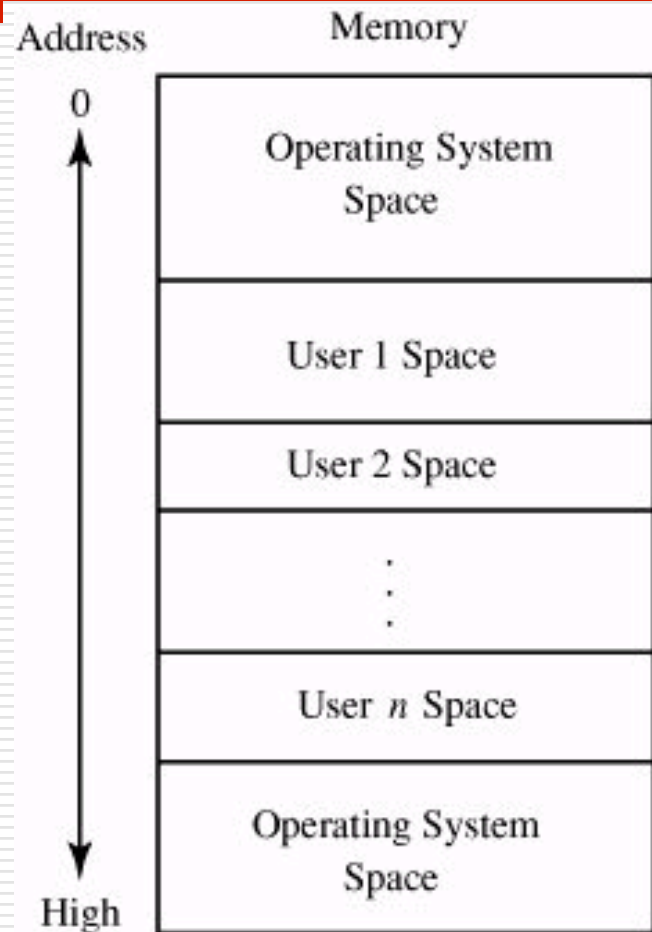 Address
Memory
0
Operating System
Space
User 1 Space
User 2 Space
.
.
.
User n Space
Operating System
Space
High